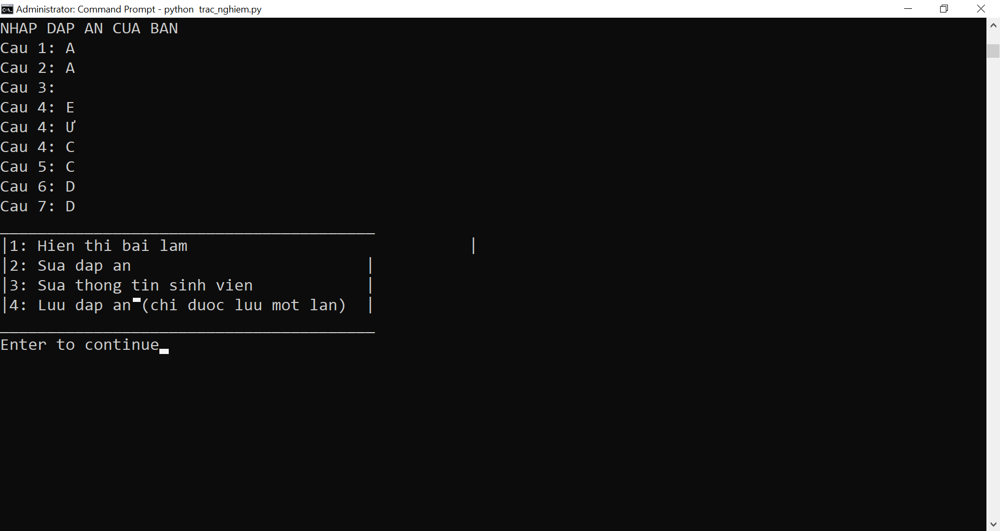 Administrator: Command Prompt - python trac_nghiem.py
NHAP DAP AN CUA BAN
Cau 1: A
Cau 2: A
Cau 3:
Cau 4: E
Cau 4: Ư
Cau 4: C
Cau 5: C
Cau 6: D
Cau 7: D
________________________________________
|1: Hien thi bai lam                              |
|2: Sua dap an                         |
|3: Sua thong tin sinh vien            |
|4: Luu dap an (chi duoc luu mot lan)  |
________________________________________
Enter to continue